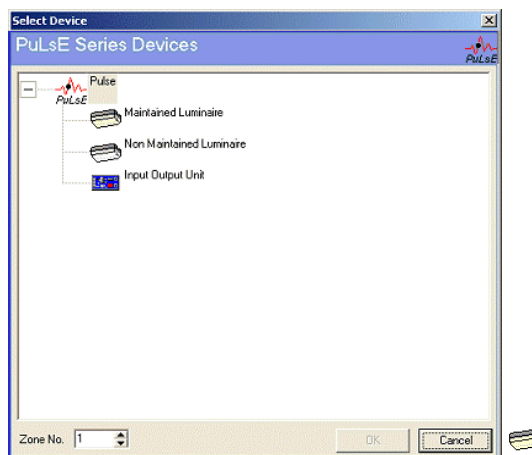 Select Device
PuLsE Series Devices
PuLsE
Pulse
PuLsE
Maintained Luminaire
Non Maintained Luminaire
Input Output Unit
Zone No. 1
OK
Cancel